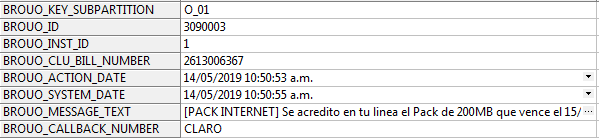 BROUO_KEY_SUBPARTITION O_01
BROUO_ID 3090003
BROUO_INST_ID 1
BROUO_CLU_BILL_NUMBER 2613006367
BROUO_ACTION_DATE 14/05/2019 10:50:53 a.m.
BROUO_SYSTEM_DATE 14/05/2019 10:50:55 a.m.
BROUO_MESSAGE_TEXT [PACK INTERNET] Se acredito en tu linea el Pack de 200MB que vence el 15/ ...
BROUO_CALLBACK_NUMBER CLARO